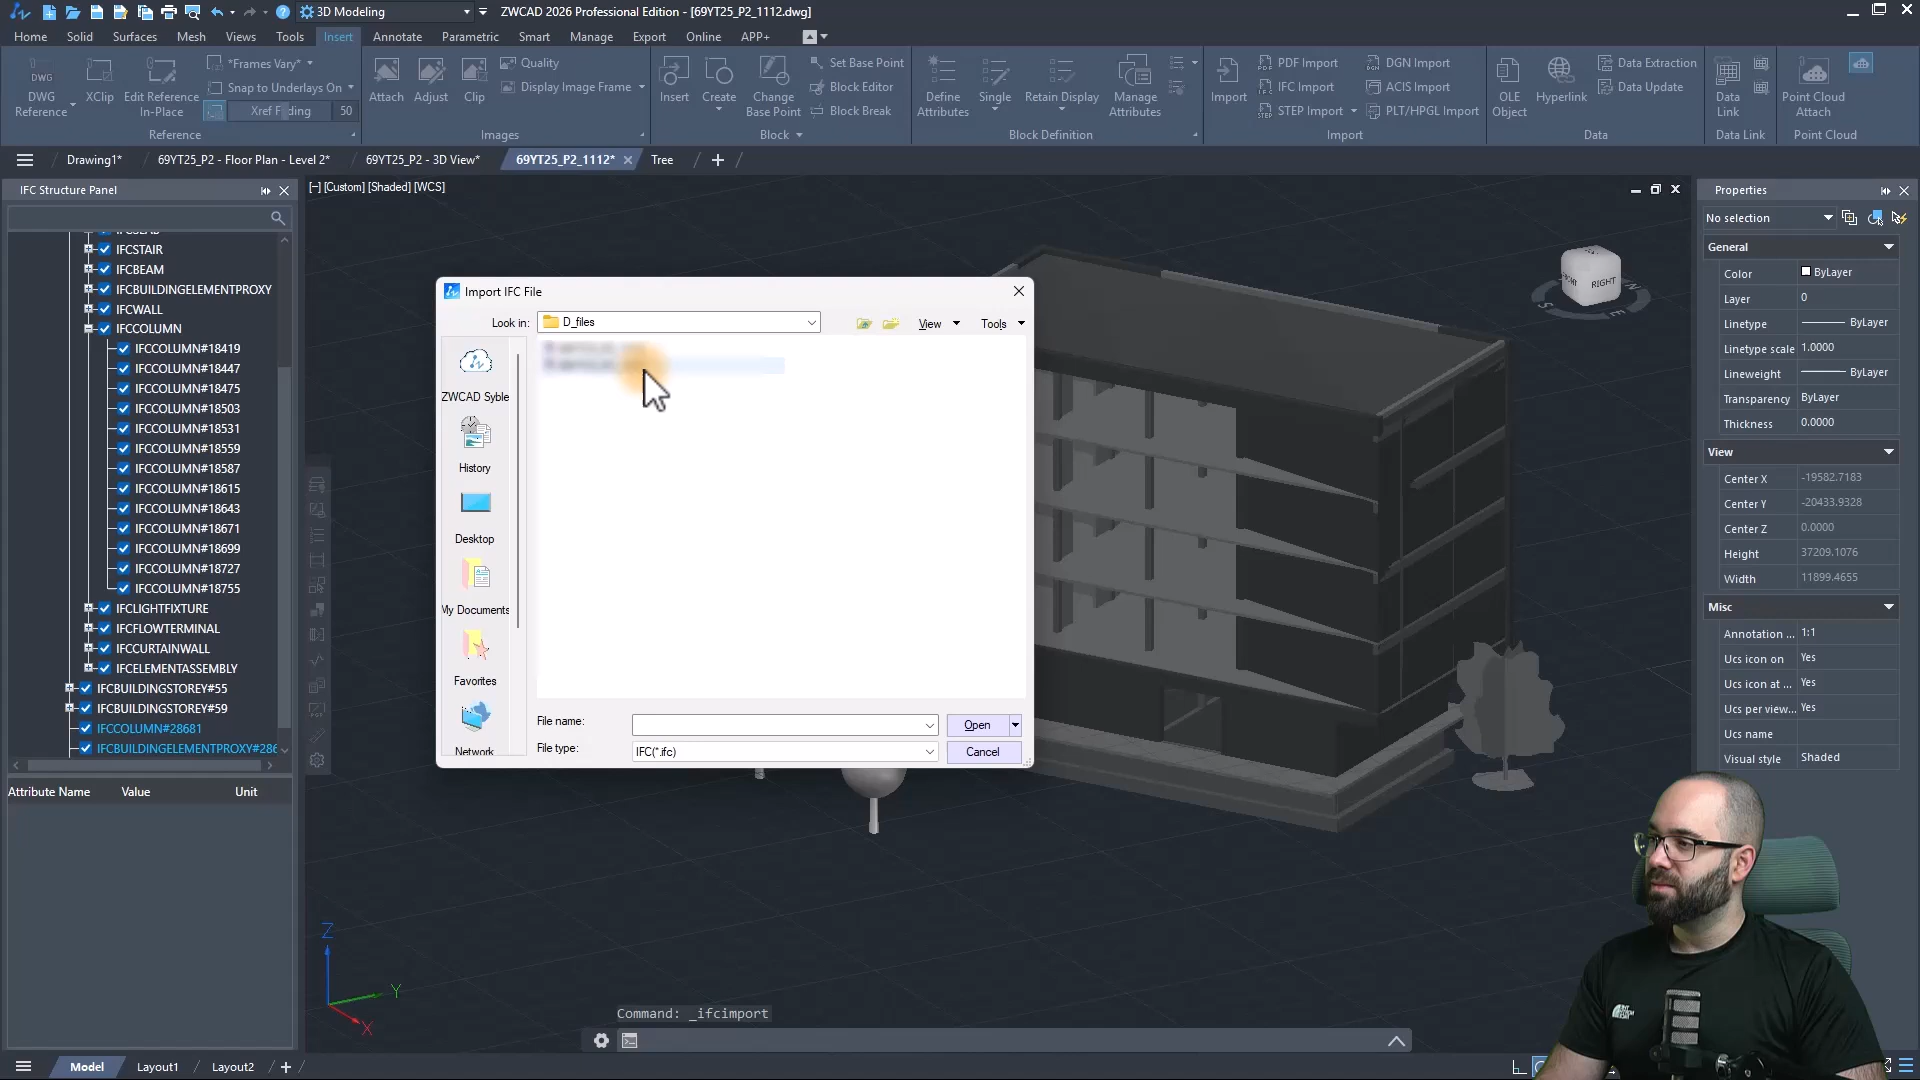 ZWCAD 2026 Professional Edition - [69YT25_P2_1112.dwg]
3D Modeling
Home Solid Surfaces Mesh Views Tools Insert Annotate Parametric Smart Manage Export Online APP+
DWG
DWG Reference
XClip
Edit Reference In-Place
*Frames Vary*
Snap to Underlays On
50
Reference
Attach
Adjust
Clip
Quality
Display Image Frame
Images
Insert
Create
Change Base Point
Set Base Point
Block Editor
Block Break
Block
Define Attributes
Single
Retain Display
Manage Attributes
Block Definition
Import
PDF Import
IFC Import
STEP Import
DGN Import
ACIS Import
PLT/HPGL Import
Import
OLE Object
Hyperlink
Data Extraction
Data Update
Data
Data Link
Data Link
Point Cloud Attach
Point Cloud
Drawing1*
69YT25_P2 - Floor Plan - Level 2*
69YT25_P2 - 3D View*
69YT25_P2_1112*
Tree
IFC Structure Panel
IFCSTAIR
IFCBEAM
IFCBUILDINGELEMENTPROXY
IFCWALL
IFCCOLUMN
IFCCOLUMN#18419
IFCCOLUMN#18447
IFCCOLUMN#18475
IFCCOLUMN#18503
IFCCOLUMN#18531
IFCCOLUMN#18559
IFCCOLUMN#18587
IFCCOLUMN#18615
IFCCOLUMN#18643
IFCCOLUMN#18671
IFCCOLUMN#18699
IFCCOLUMN#18727
IFCCOLUMN#18755
IFCLIGHTFIXTURE
IFCFLOWTERMINAL
IFCCURTAINWALL
IFCELEMENTASSEMBLY
IFCBUILDINGSTOREY#55
IFCBUILDINGSTOREY#59
IFCCOLUMN#28681
IFCBUILDINGELEMENTPROXY#286
Attribute Name Value Unit
[−] [Custom] [Shaded] [WCS]
Import IFC File
Look in: D_files
View
Tools
ZWCAD Syble
History
Desktop
My Documents
Favorites
Network
File name:
Open
File type: IFC(*.ifc)
Cancel
RIGHT
S
E
N
Z
Y
X
Command: _ifcimport
Properties
No selection
General
Color ByLayer
Layer 0
Linetype ByLayer
Linetype scale 1.0000
Lineweight ByLayer
Transparency ByLayer
Thickness 0.0000
View
Center X -19582.7183
Center Y -20433.9328
Center Z 0.0000
Height 37209.1076
Width 11899.4655
Misc
Annotation ... 1:1
Ucs icon on Yes
Ucs icon at ... Yes
Ucs per view... Yes
Ucs name
Visual style Shaded
Model Layout1 Layout2